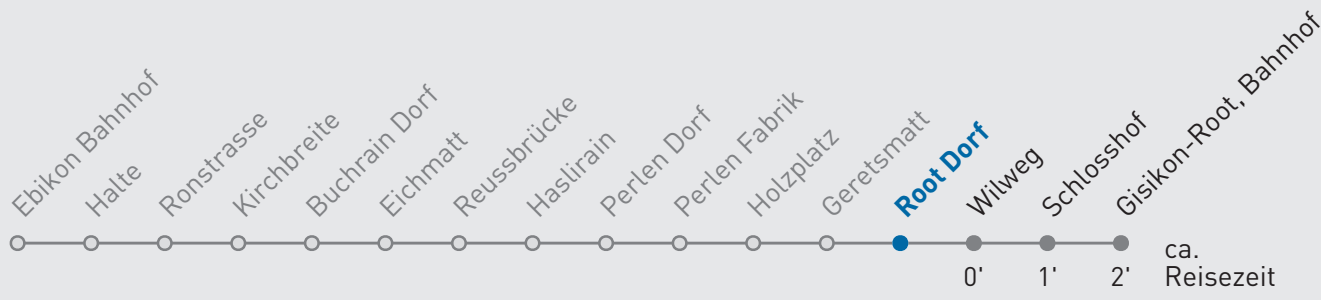 Ebikon Bahnhof
Halte
Ronstrasse
Kirchbreite
Buchrain Dorf
Eichmatt
Reussbrücke
Haslirain
Perlen Dorf
Perlen Fabrik
Holzplatz
Geretsmatt
Root Dorf
Wilweg
Schlosshof
Gisikon-Root, Bahnhof
ca.
0' 1' 2' Reisezeit